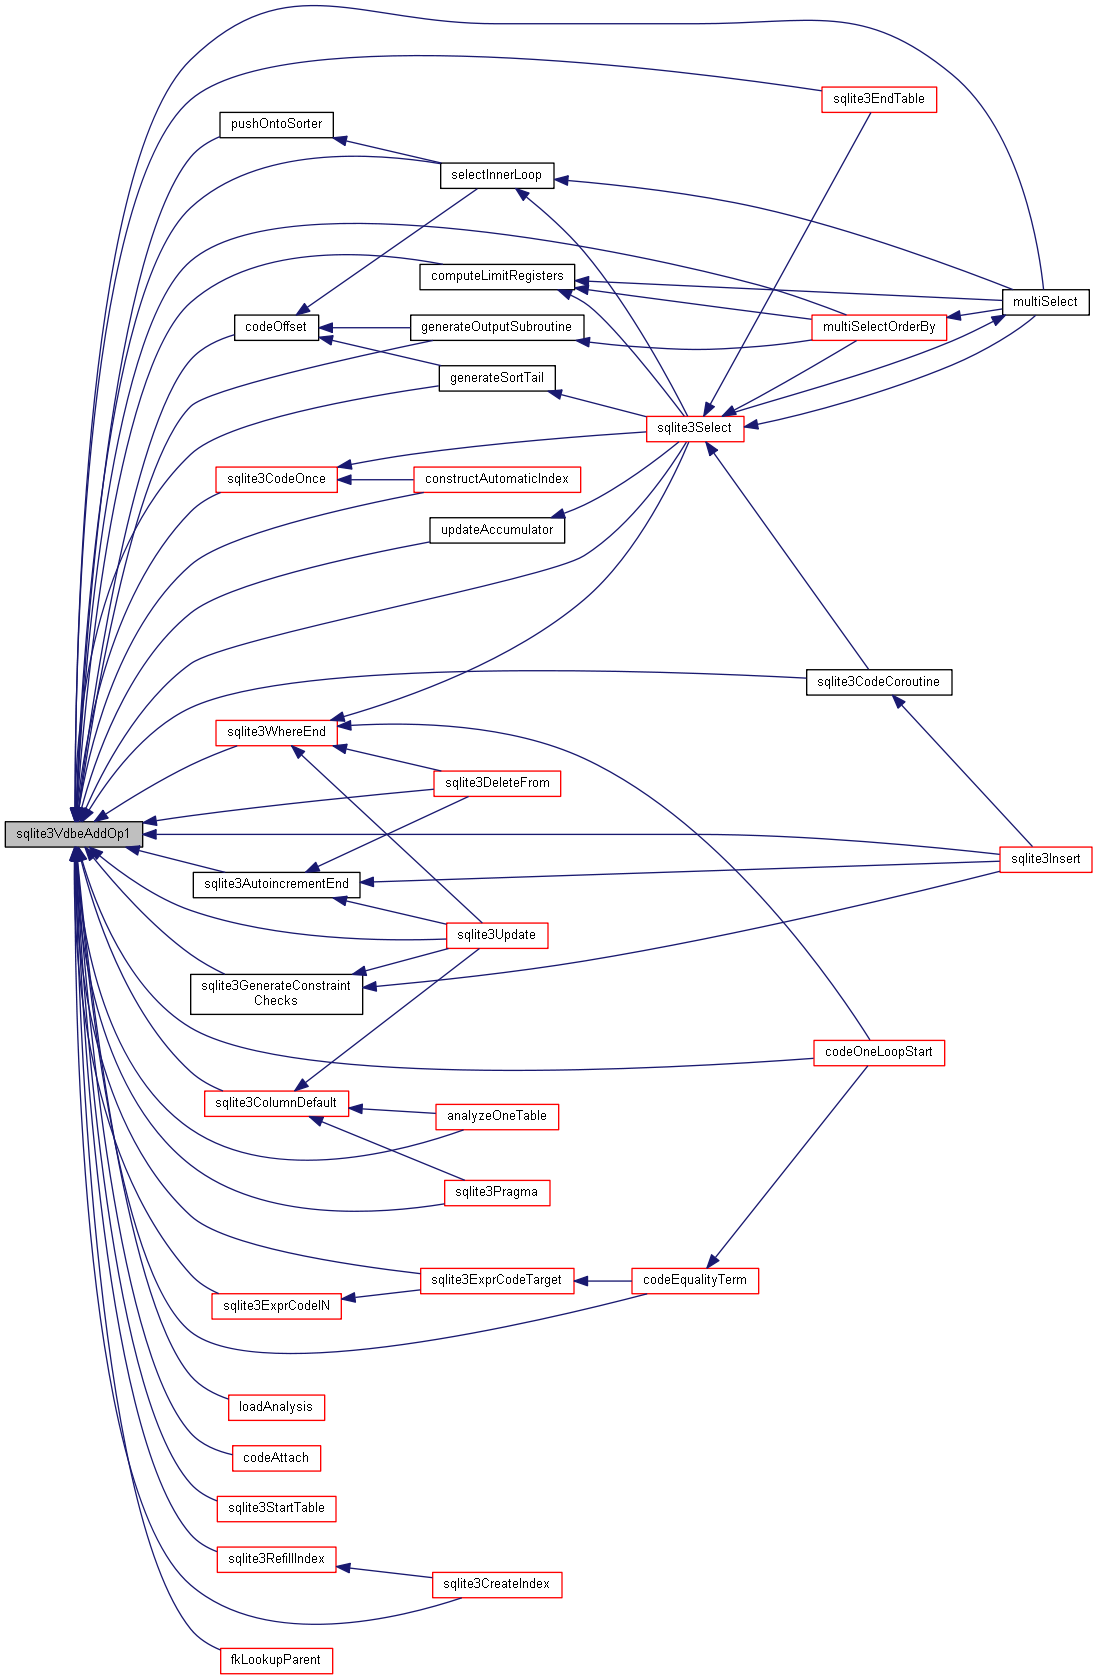 sqlite3EndTable
pushOntoSorter
selectInnerLoop
computeLimitRegisters
multiSelect
codeOffset
generateOutputSubroutine
multiSelectOrderBy
generateSortTail
sqlite3Select
sqlite3CodeOnce
constructAutomaticIndex
updateAccumulator
sqlite3CodeCoroutine
sqlite3WhereEnd
sqlite3DeleteFrom
sqlite3VdbeAddOp1
sqlite3Insert
sqlite3AutoincrementEnd
sqlite3Update
sqlite3GenerateConstraint
Checks
codeOneLoopStart
sqlite3ColumnDefault
analyzeOneTable
sqlite3Pragma
sqlite3ExprCodeTarget
codeEqualityTerm
sqlite3ExprCodeIN
loadAnalysis
codeAttach
sqlite3StartTable
sqlite3RefillIndex
sqlite3CreateIndex
fkLookupParent